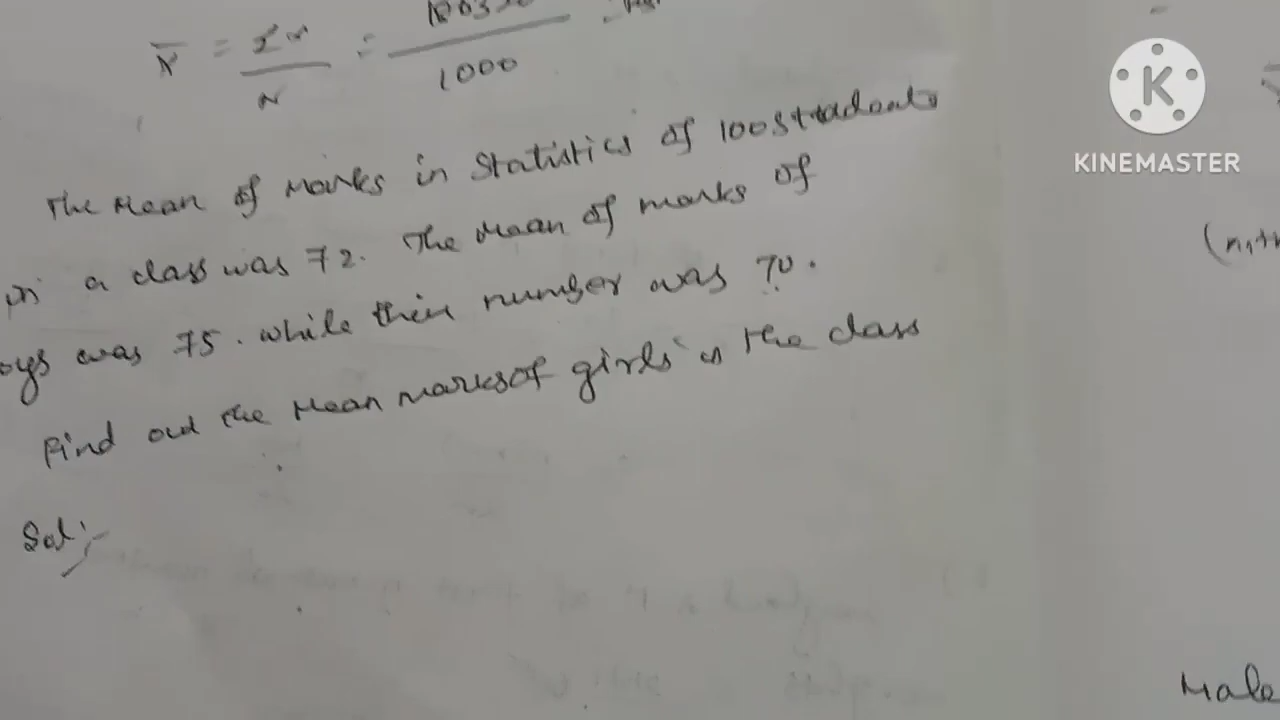 X̄ = Σx / N =
1000
The Mean of Marks in Statistics of 100 Students
in a class was 72. The Mean of marks of
oys was 75. while their number was 70.
Find out the Mean marks of girls in the class
Sol:-
(n,+
Male
K
KINEMASTER